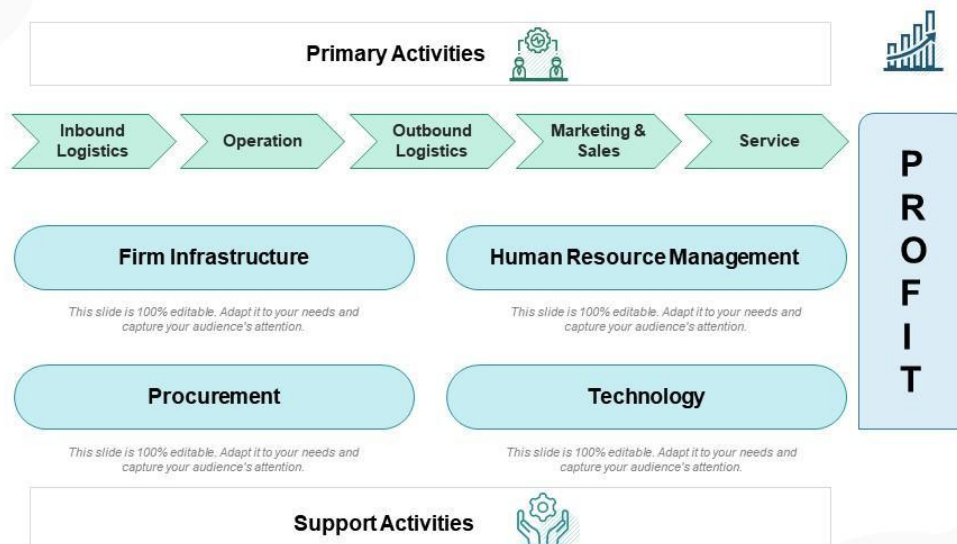 Primary Activities
Inbound
Logistics
Operation
Outbound
Logistics
Marketing &
Sales
Service
PROFIT
Firm Infrastructure
Human Resource Management
This slide is 100% editable. Adapt it to your needs and
capture your audience's attention.
This slide is 100% editable. Adapt it to your needs and
capture your audience's attention.
Procurement
Technology
This slide is 100% editable. Adapt it to your needs and
capture your audience's attention.
This slide is 100% editable. Adapt it to your needs and
capture your audience's attention.
Support Activities